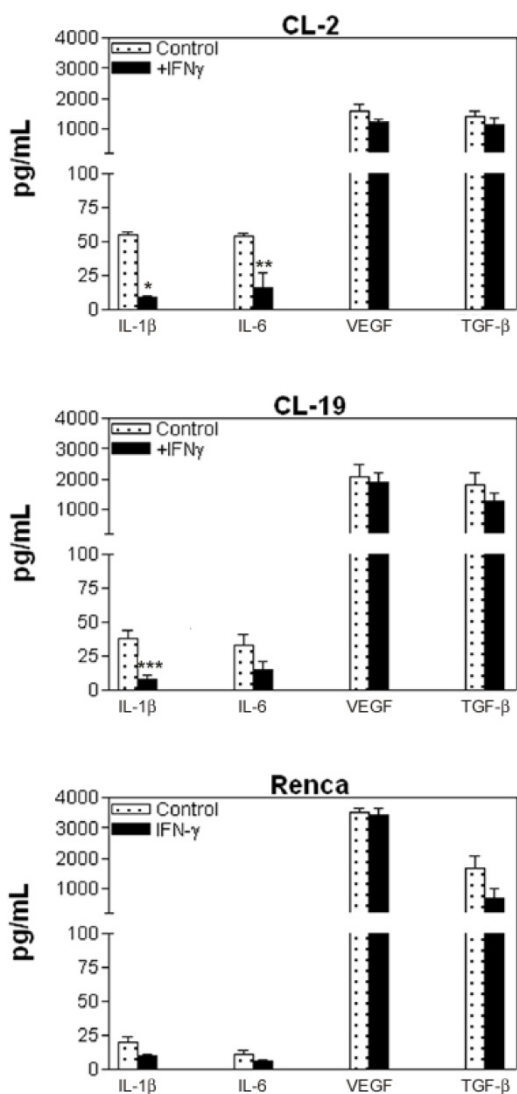 CL-2
4000
3000
2000
1000
100
75
50
25
0
pg/mL
Control
+IFNγ
*
**
IL-1β IL-6 VEGF TGF-β
CL-19
4000
3000
2000
1000
100
75
50
25
0
pg/mL
Control
+IFNγ
***
IL-1β IL-6 VEGF TGF-β
Renca
4000
3000
2000
1000
100
75
50
25
0
pg/mL
Control
IFN-γ
IL-1β IL-6 VEGF TGF-β